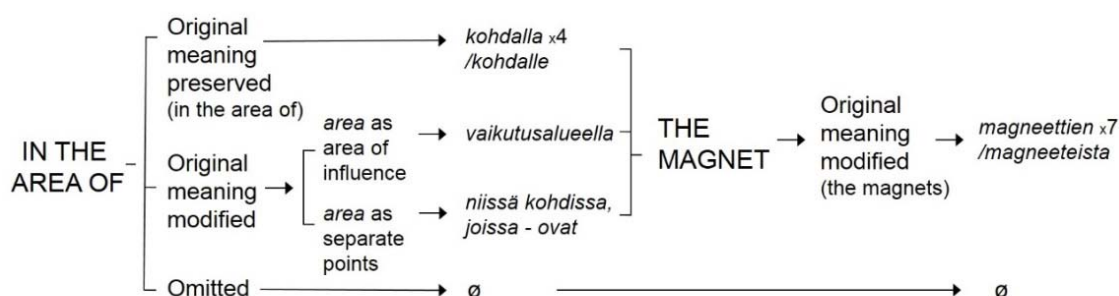 IN THE
AREA OF
Original
meaning
preserved
(in the area of)
kohdalla x4
/kohdalle
Original
meaning
modified
area as
area of
influence
vaikutusalueella
area as
separate
points
niissä kohdissa,
joissa - ovat
Omitted
ø
THE
MAGNET
Original
meaning
modified
(the magnets)
magneettien x7
/magneeteista
ø